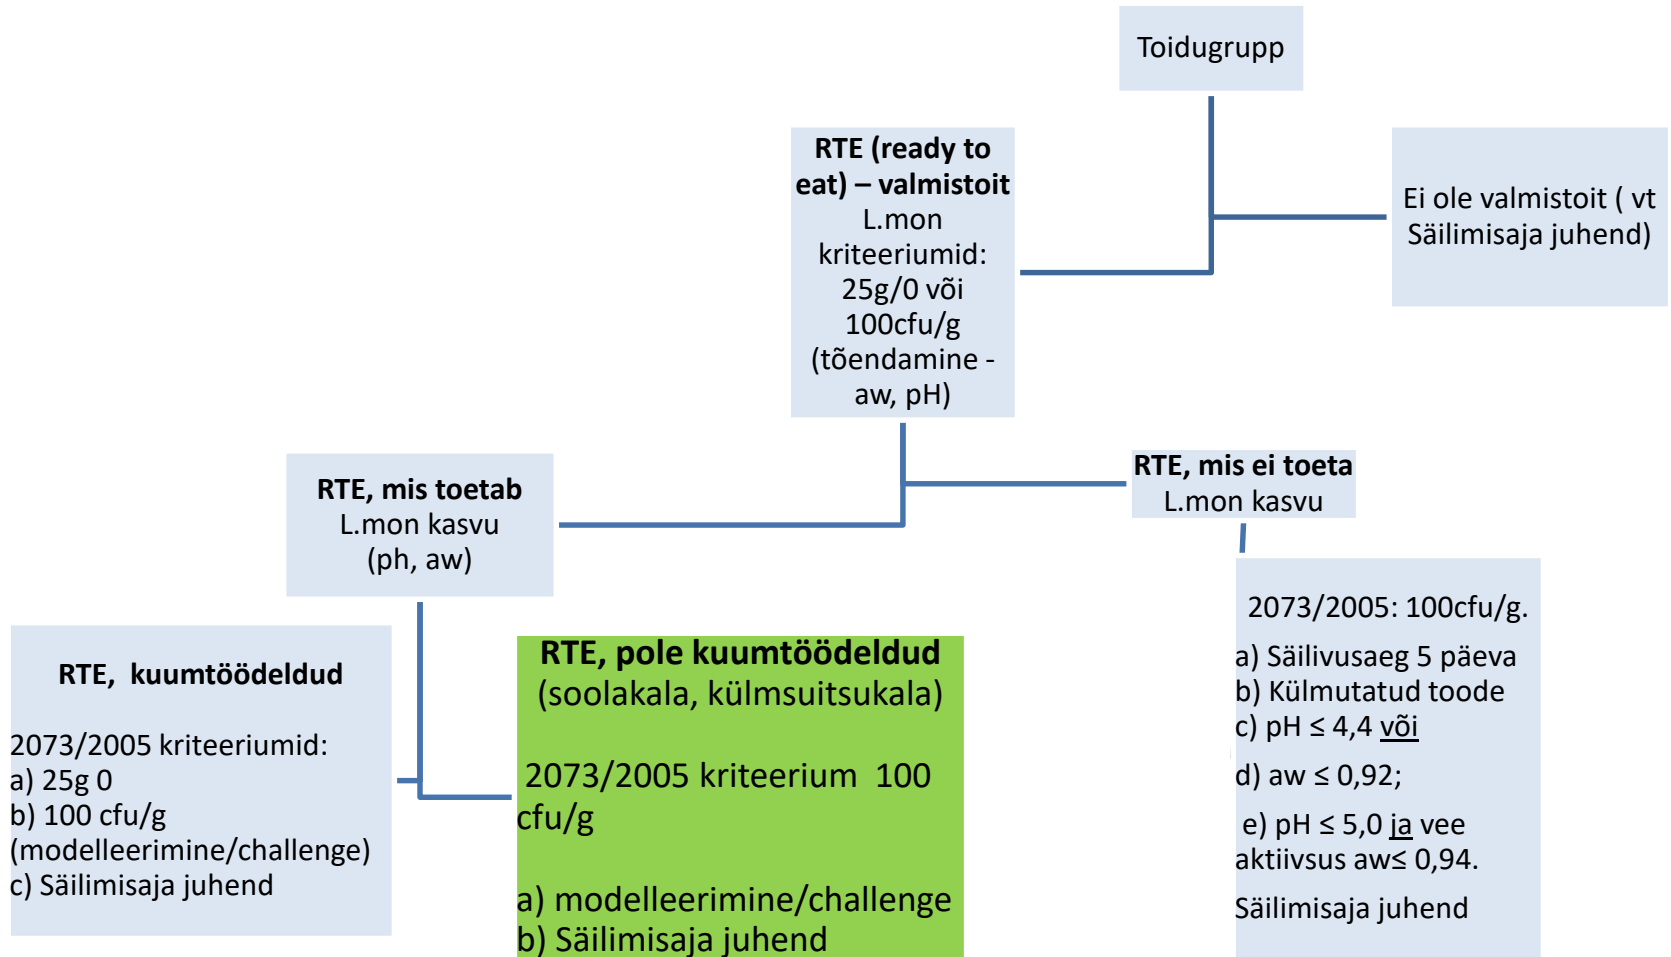 Toidugrupp
RTE (ready to
eat) – valmistoit
L.mon
kriteeriumid:
25g/0 või
100cfu/g
(tõendamine -
aw, pH)
Ei ole valmistoit ( vt
Säilimisaja juhend)
RTE, mis toetab
L.mon kasvu
(ph, aw)
RTE, mis ei toeta
L.mon kasvu
RTE, kuumtöödeldud
2073/2005 kriteeriumid:
a) 25g 0
b) 100 cfu/g
(modelleerimine/challenge)
c) Säilimisaja juhend
RTE, pole kuumtöödeldud
(soolakala, külmsuitsukala)
2073/2005 kriteerium 100
cfu/g
a) modelleerimine/challenge
b) Säilimisaja juhend
2073/2005: 100cfu/g.
a) Säilivusaeg 5 päeva
b) Külmutatud toode
c) pH ≤ 4,4 või
d) aw ≤ 0,92;
e) pH ≤ 5,0 ja vee
aktiivsus aw≤ 0,94.
Säilimisaja juhend